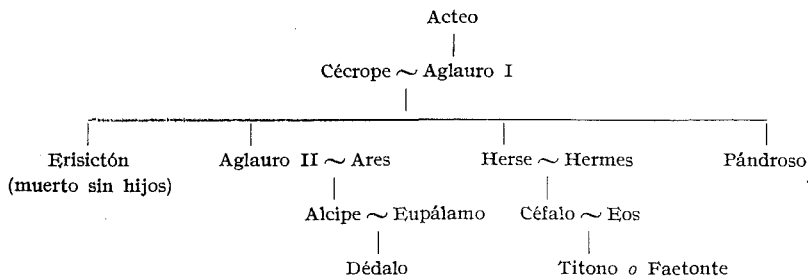 Acteo
Cécrope ~ Aglauro I
Erisictón Aglauro II ~ Ares Herse ~ Hermes Pándroso
(muerto sin hijos)
Alcipe ~ Eupálamo Céfalo ~ Eos
Dédalo Titono o Faetonte